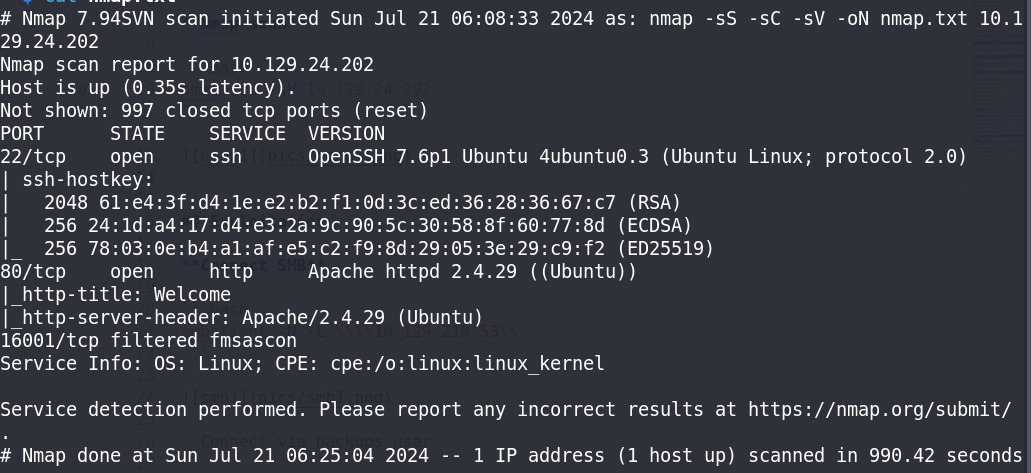 # Nmap 7.94SVN scan initiated Sun Jul 21 06:08:33 2024 as: nmap -sS -sC -sV -oN nmap.txt 10.1
29.24.202
Nmap scan report for 10.129.24.202
Host is up (0.35s latency).
Not shown: 997 closed tcp ports (reset)
PORT      STATE    SERVICE  VERSION
22/tcp    open     ssh      OpenSSH 7.6p1 Ubuntu 4ubuntu0.3 (Ubuntu Linux; protocol 2.0)
| ssh-hostkey:
|   2048 61:e4:3f:d4:1e:e2:b2:f1:0d:3c:ed:36:28:36:67:c7 (RSA)
|   256 24:1d:a4:17:d4:e3:2a:9c:90:5c:30:58:8f:60:77:8d (ECDSA)
|_  256 78:03:0e:b4:a1:af:e5:c2:f9:8d:29:05:3e:29:c9:f2 (ED25519)
80/tcp    open     http     Apache httpd 2.4.29 ((Ubuntu))
|_http-title: Welcome
|_http-server-header: Apache/2.4.29 (Ubuntu)
16001/tcp filtered fmsascon
Service Info: OS: Linux; CPE: cpe:/o:linux:linux_kernel
Service detection performed. Please report any incorrect results at https://nmap.org/submit/
.
# Nmap done at Sun Jul 21 06:25:04 2024 -- 1 IP address (1 host up) scanned in 990.42 seconds